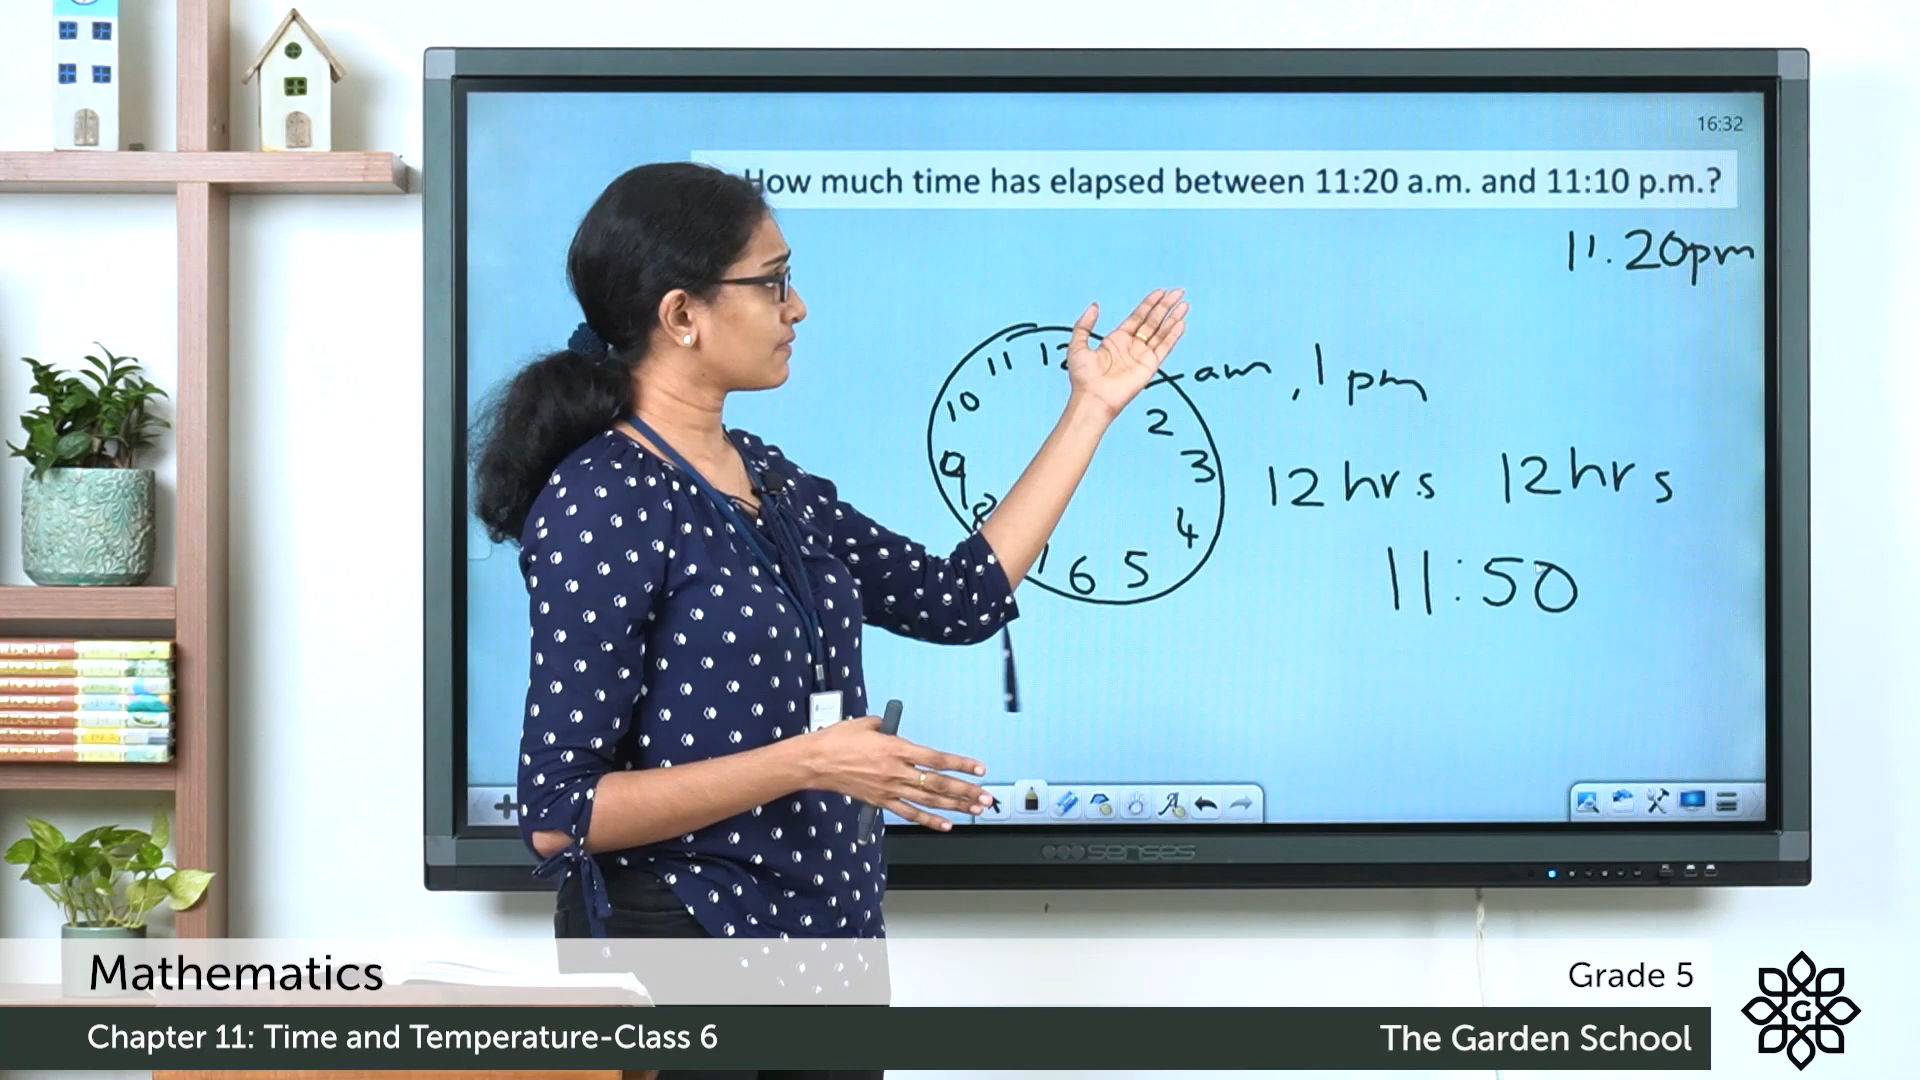 16:32
How much time has elapsed between 11:20 a.m. and 11:10 p.m.?
11.20pm
11 12
am, 1 pm
10
2
9
3
12 hrs 12 hrs
8
4
11:50
6 5
senses
Mathematics
Grade 5
Chapter 11: Time and Temperature-Class 6
The Garden School
G